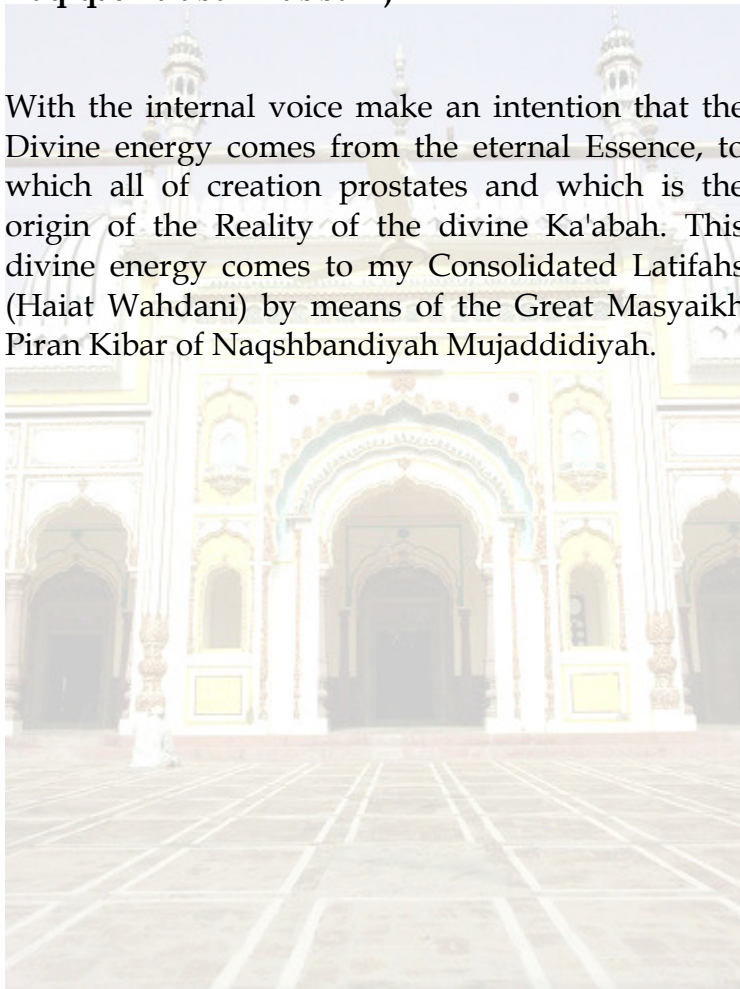 With the internal voice make an intention that the
Divine energy comes from the eternal Essence, to
which all of creation prostates and which is the
origin of the Reality of the divine Ka'abah. This
divine energy comes to my Consolidated Latifahs
(Haiat Wahdani) by means of the Great Masyaikh
Piran Kibar of Naqshbandiyah Mujaddidiyah.